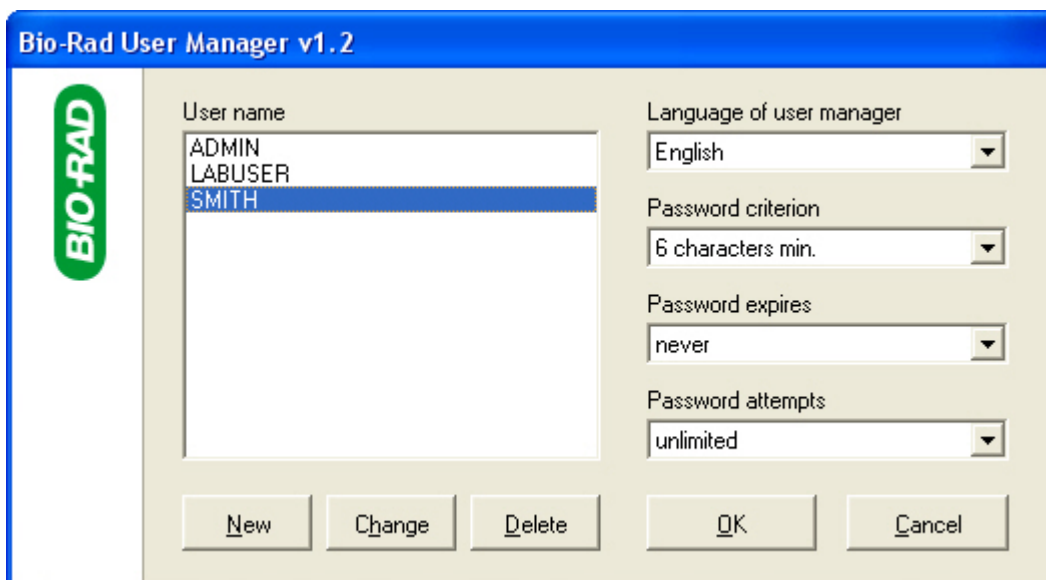 Bio-Rad User Manager v1.2
BIO-RAD
User name
ADMIN
LABUSER
SMITH
Language of user manager
English
Password criterion
6 characters min.
Password expires
never
Password attempts
unlimited
New
Change
Delete
OK
Cancel